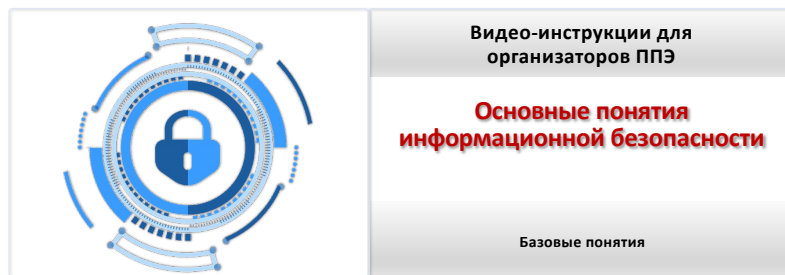 Видео-инструкции для
организаторов ППЭ
Основные понятия
информационной безопасности
Базовые понятия